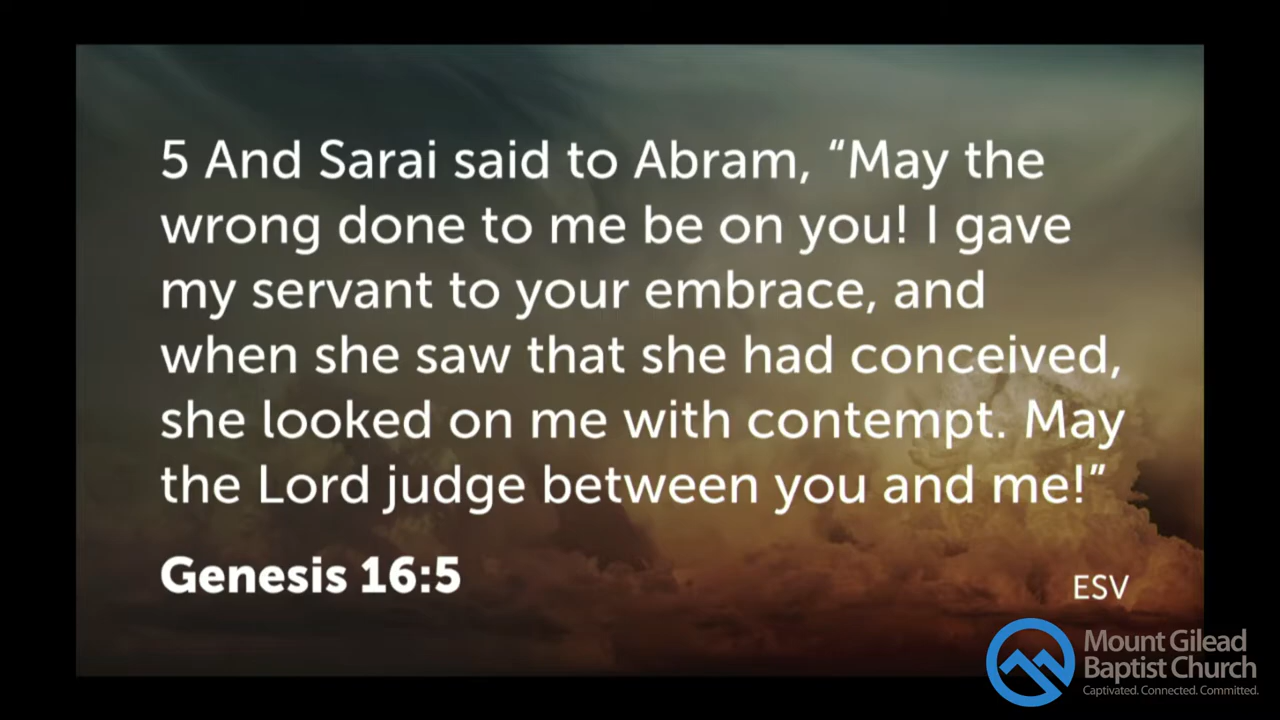 5 And Sarai said to Abram, “May the
wrong done to me be on you! I gave
my servant to your embrace, and
when she saw that she had conceived,
she looked on me with contempt. May
the Lord judge between you and me!”
Genesis 16:5
ESV
Mount Gilead
Baptist Church
Captivated. Connected. Committed.